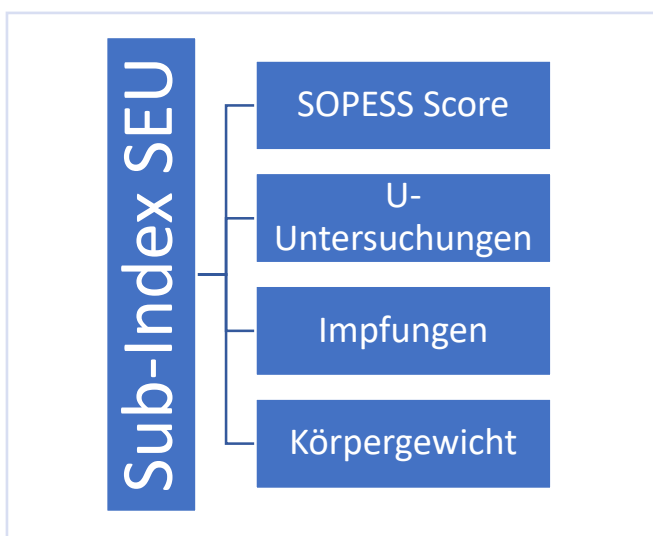 Sub-Index SEU
SOPESS Score
U-
Untersuchungen
Impfungen
Körpergewicht